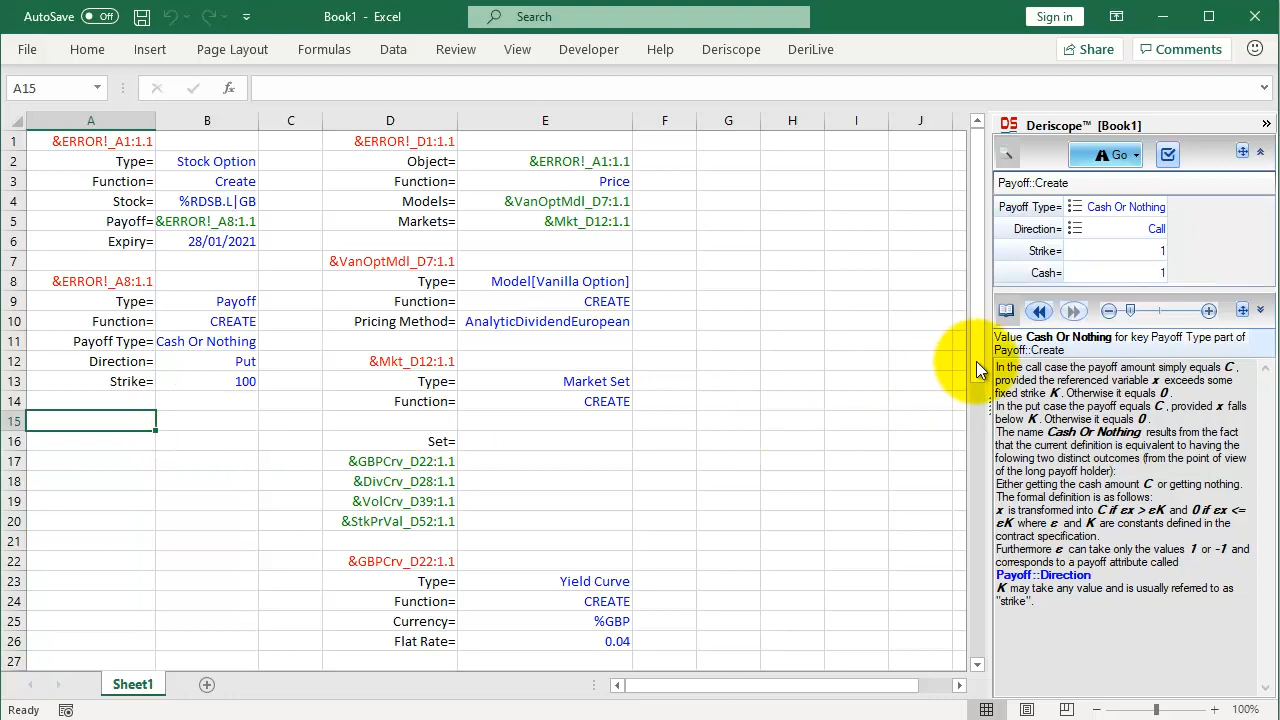 AutoSave Off Book1 - Excel Search Sign in
File Home Insert Page Layout Formulas Data Review View Developer Help Deriscope DeriLive Share Comments
A15 fx
A B C D E F G H I J
1 &ERROR!_A1:1.1 &ERROR!_D1:1.1
2 Type= Stock Option Object= &ERROR!_A1:1.1
3 Function= Create Function= Price
4 Stock= %RDSB.L|GB Models= &VanOptMdl_D7:1.1
5 Payoff= &ERROR!_A8:1.1 Markets= &Mkt_D12:1.1
6 Expiry= 28/01/2021
7 &VanOptMdl_D7:1.1
8 &ERROR!_A8:1.1 Type= Model[Vanilla Option]
9 Type= Payoff Function= CREATE
10 Function= CREATE Pricing Method= AnalyticDividendEuropean
11 Payoff Type= Cash Or Nothing
12 Direction= Put &Mkt_D12:1.1
13 Strike= 100 Type= Market Set
14 Function= CREATE
15
16 Set=
17 &GBPCrv_D22:1.1
18 &DivCrv_D28:1.1
19 &VolCrv_D39:1.1
20 &StkPrVal_D52:1.1
21
22 &GBPCrv_D22:1.1
23 Type= Yield Curve
24 Function= CREATE
25 Currency= %GBP
26 Flat Rate= 0.04
27
Sheet1
Ready 100%
DS Deriscope™ [Book1]
Go
Payoff::Create
Payoff Type= Cash Or Nothing
Direction= Call
Strike= 1
Cash= 1
Value Cash Or Nothing for key Payoff Type part of
Payoff::Create
In the call case the payoff amount simply equals C ,
provided the referenced variable x exceeds some
fixed strike K . Otherwise it equals 0 .
In the put case the payoff equals C , provided x falls
below K . Otherwise it equals 0 .
The name Cash Or Nothing results from the fact
that the current definition is equivalent to having the
folowing two distinct outcomes (from the point of view
of the long payoff holder):
Either getting the cash amount C or getting nothing.
The formal definition is as follows:
x is transformed into C if εx > εK and 0 if εx <=
εK where ε and K are constants defined in the
contract specification.
Furthermore ε can take only the values 1 or -1 and
corresponds to a payoff attribute called
Payoff::Direction
K may take any value and is usually referred to as
"strike".